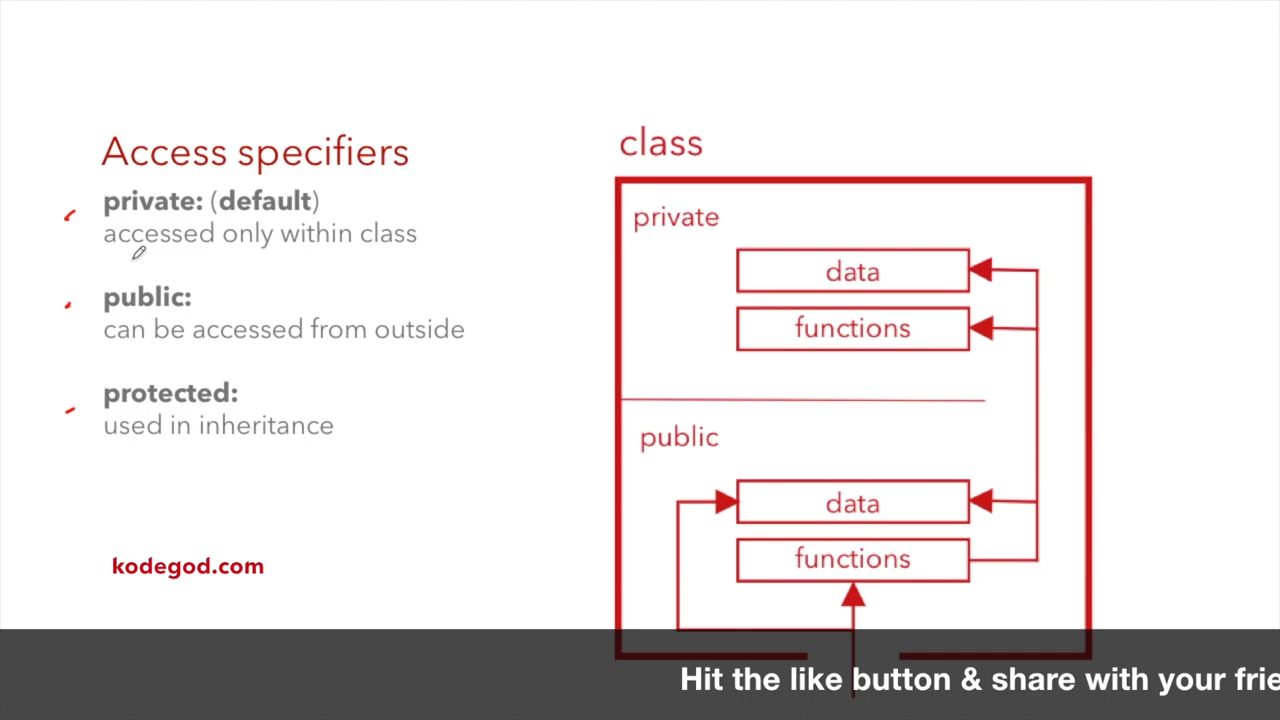 Access specifiers
private: (default)
accessed only within class
public:
can be accessed from outside
protected:
used in inheritance
kodegod.com
class
private
data
functions
public
data
functions
Hit the like button & share with your frie